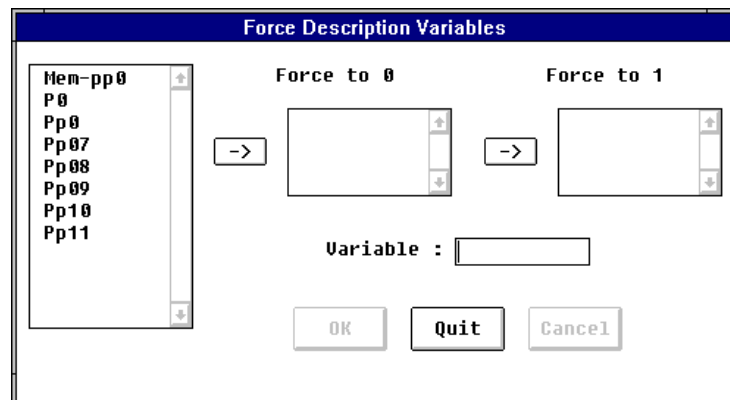 Force Description Variables
Mem-pp0
P0
Pp0
Pp07
Pp08
Pp09
Pp10
Pp11
Force to 0
Force to 1
->
->
Variable :
OK
Quit
Cancel